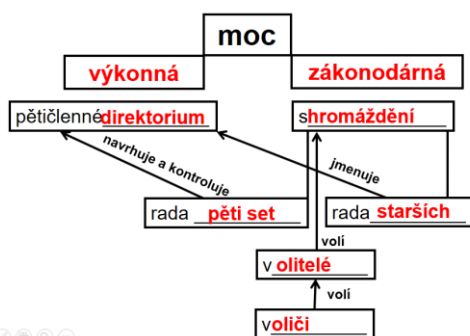 moc
výkonná
zákonodárná
pětičlenné direktorium
shromáždění
navrhuje a kontroluje
jmenuje
rada pěti set
rada starších
volí
volitelé
volí
voliči